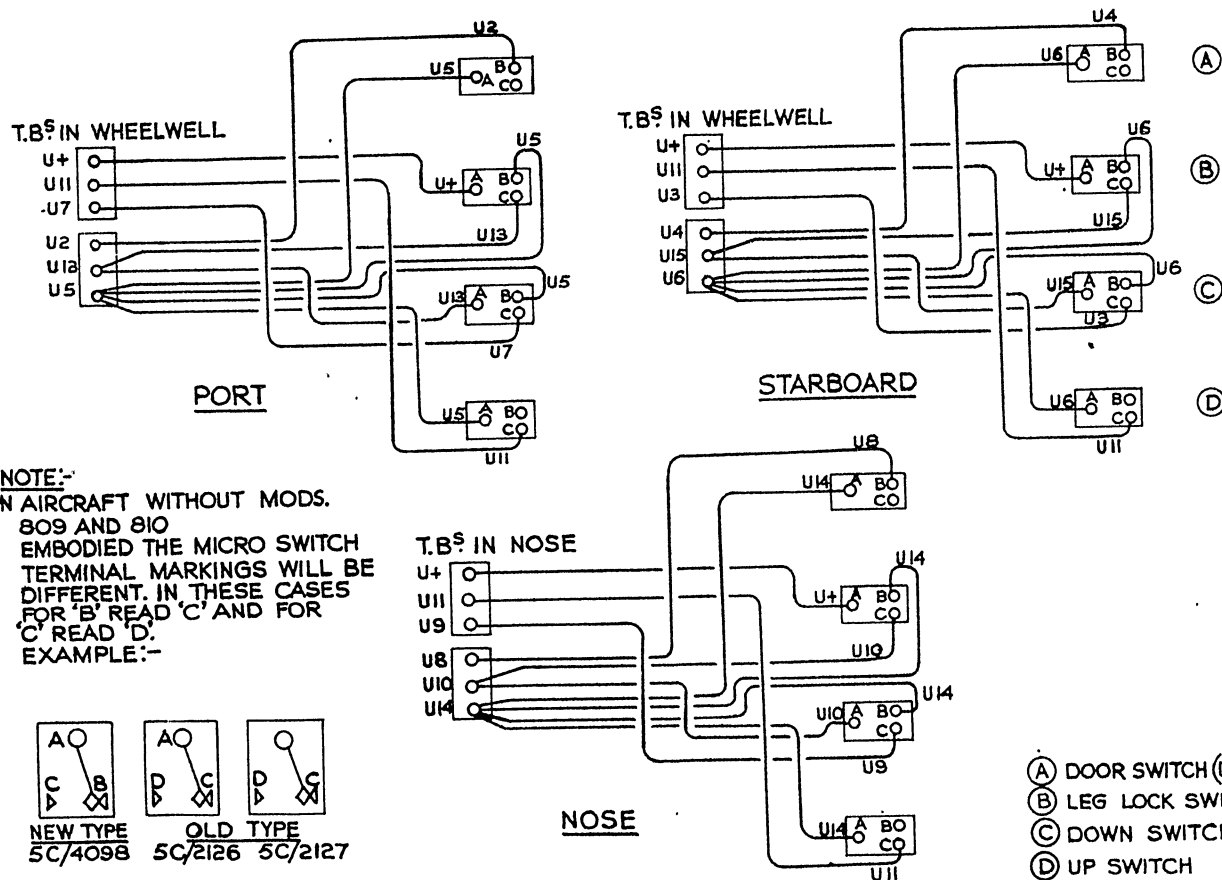 U2
U5 A B
C
T.BS. IN WHEELWELL
U+
U11
U7
U2
U13
U5
U5
U+ A B
C
U13
U13 A B
C
U5
U7
U5 A B
C
U11
PORT
U4
U6 A B
C
A
T.BS. IN WHEELWELL
U+
U11
U3
U4
U15
U6
U6
U+ A B
C
B
U15
U15 A B
C
U6
C
U3
U6 A B
C
D
U11
STARBOARD
NOTE:-
N AIRCRAFT WITHOUT MODS.
809 AND 810
EMBODIED THE MICRO SWITCH
TERMINAL MARKINGS WILL BE
DIFFERENT. IN THESE CASES
FOR 'B' READ 'C' AND FOR
'C' READ 'D'.
EXAMPLE:-
A
C B
NEW TYPE
5C/4098
A
D C
D C
OLD TYPE
5C/2126 5C/2127
U8
U14 A B
C
T.BS. IN NOSE
U+
U11
U9
U8
U10
U14
U14
U+ A B
C
U10
U10 A B
C
U14
U9
U14 A B
C
U11
NOSE
A DOOR SWITCH
B LEG LOCK
C DOWN SWITCH
D UP SWITCH